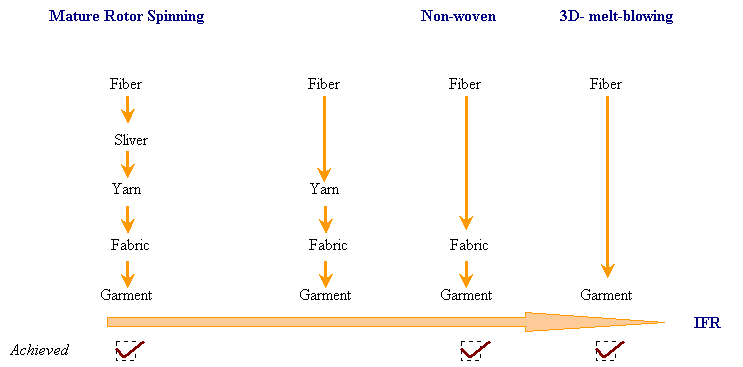 Mature Rotor Spinning Non-woven 3D- melt-blowing
Fiber Fiber Fiber Fiber
Sliver
Yarn Yarn
Fabric Fabric Fabric
Garment Garment Garment Garment
IFR
Achieved